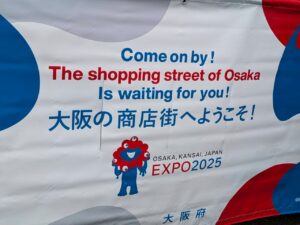 Come on by!
The shopping street of Osaka
Is waiting for you!
大阪の商店街へようこそ!
OSAKA, KANSAI, JAPAN
EXPO2025
大阪府